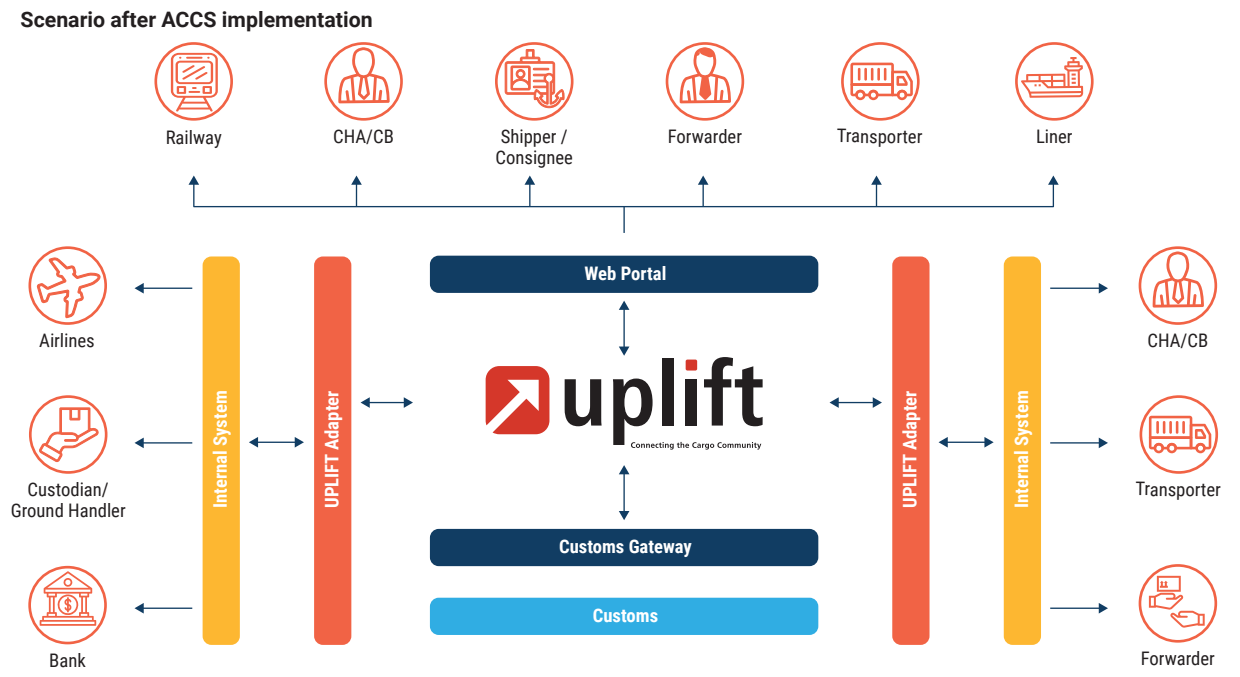 Scenario after ACCS implementation
Railway
CHA/CB
Shipper /
Consignee
Forwarder
Transporter
Liner
Airlines
Custodian/
Ground Handler
Bank
Internal System
UPLIFT Adapter
Web Portal
uplift
Connecting the Cargo Community
Customs Gateway
Customs
UPLIFT Adapter
Internal System
CHA/CB
Transporter
Forwarder